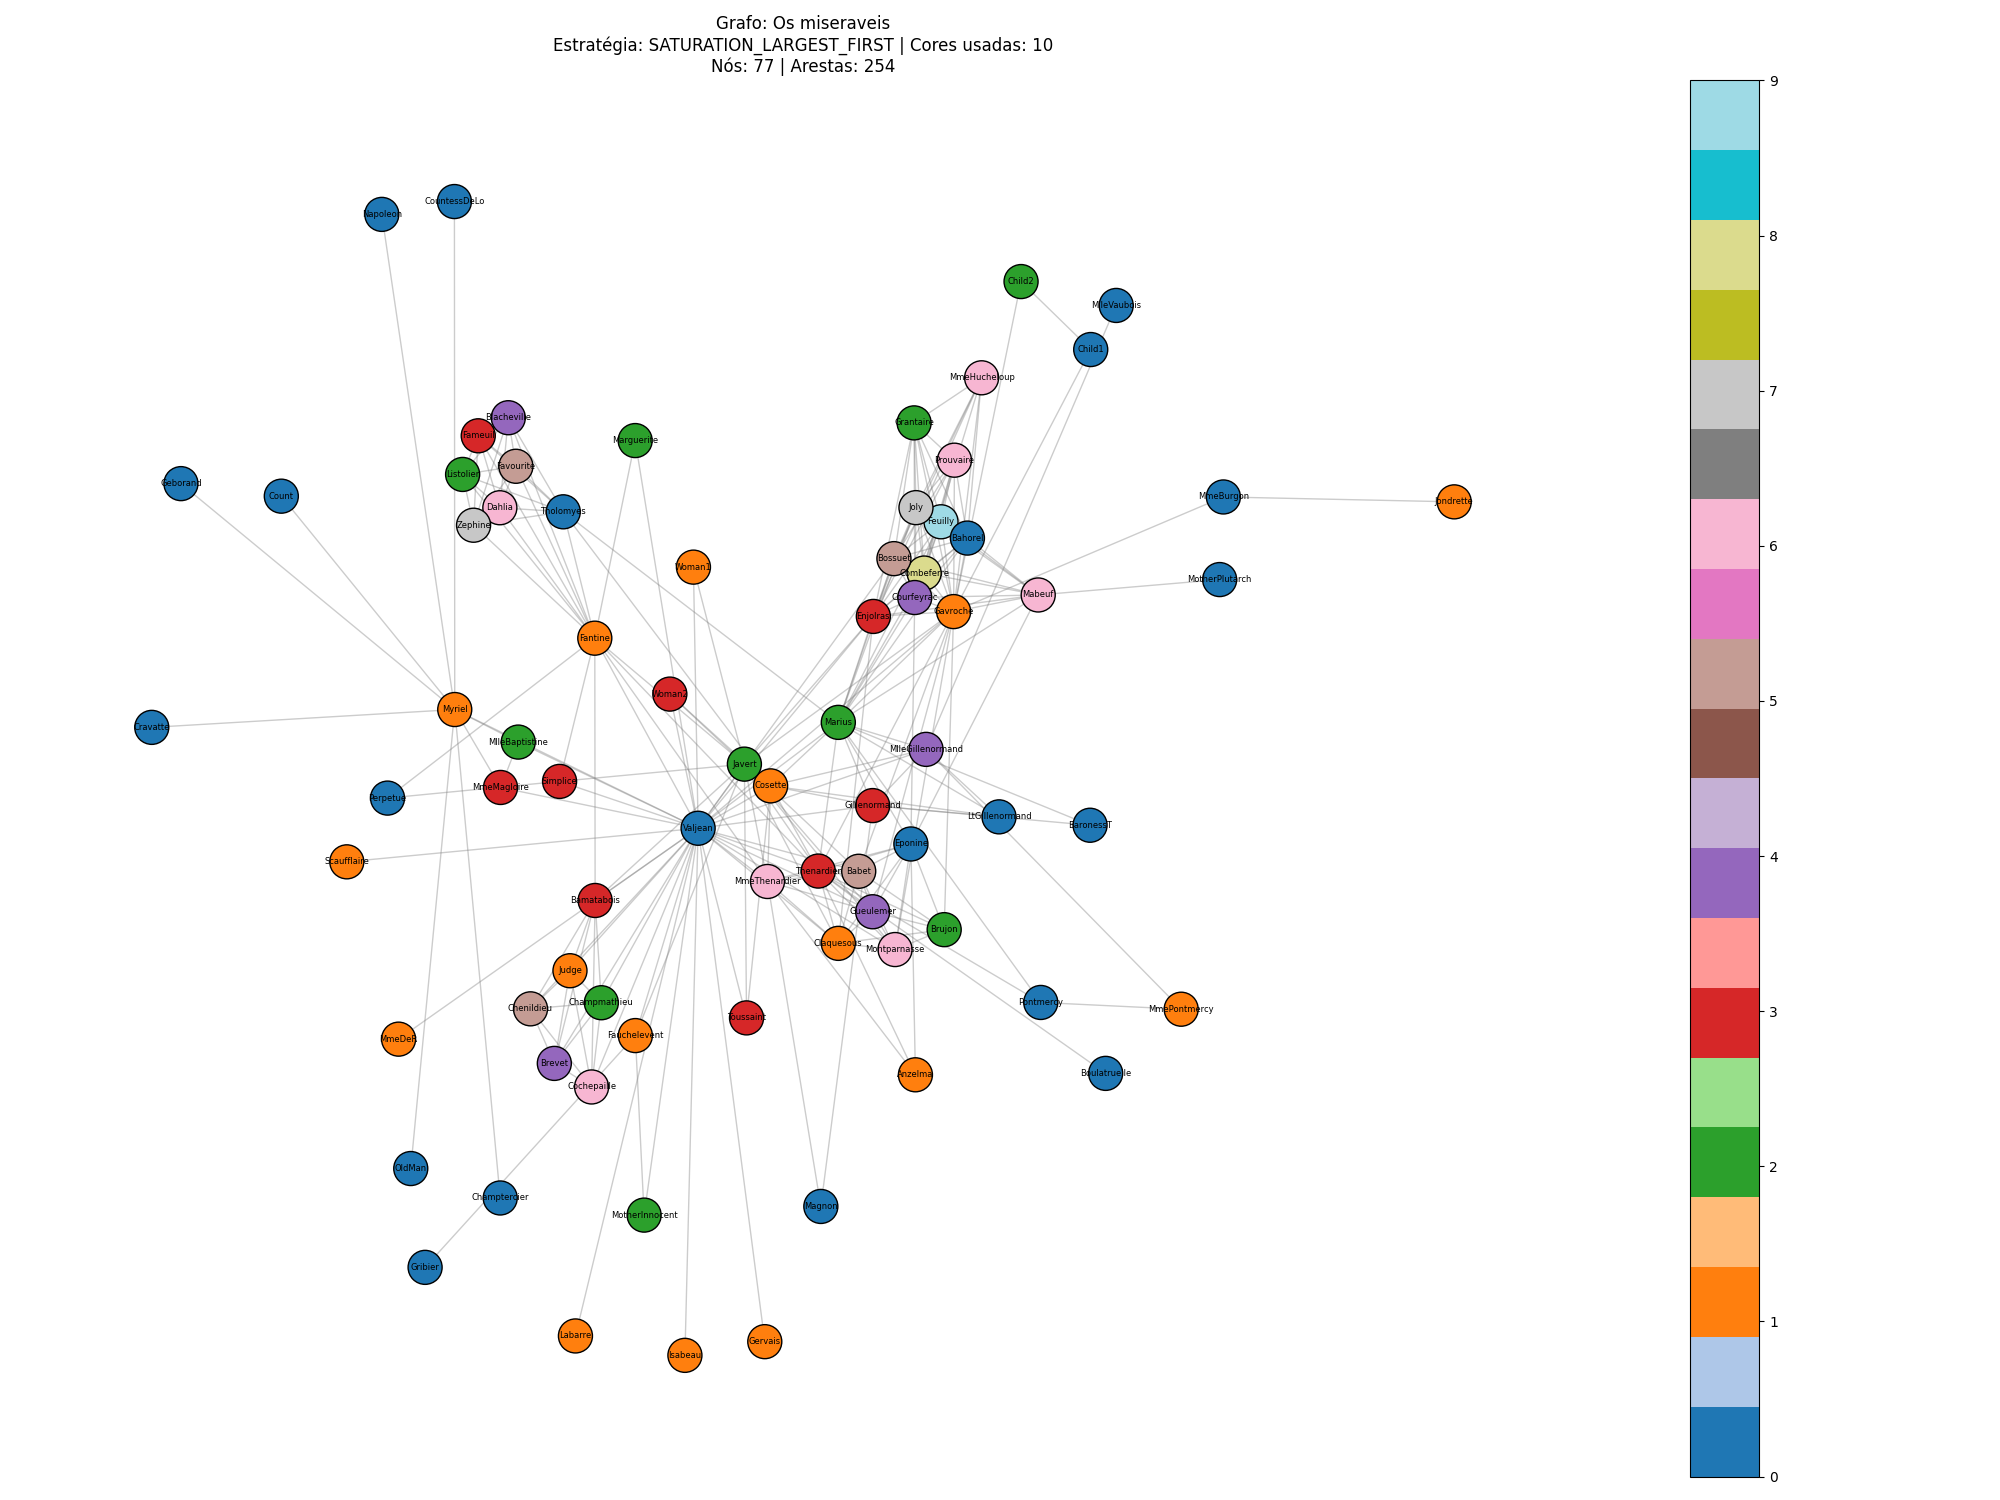 Grafo: Os miseraveis
Estratégia: SATURATION_LARGEST_FIRST | Cores usadas: 10
Nós: 77 | Arestas: 254
9
8
7
6
5
4
3
2
1
0
Napoleon
CountessDeLo
Child2
MlleVaubois
Child1
MmeHucheloup
Blacheville
Fameuil
Grantaire
Marguerite
Prouvaire
Favourite
Listolier
Geborand
Count
MmeBurgon
Jondrette
Dahlia
Joly
Tholomyes
Feuilly
Zephine
Bahorel
Bossuet
Woman1
Combeferre
MotherPlutarch
Mabeuf
Courfeyrac
Gavroche
Enjolras
Fantine
Woman2
Myriel
Marius
Cravatte
MlleBaptistine
MlleGillenormand
Javert
Simplice
Cosette
MmeMagloire
Perpetue
Gillenormand
LtGillenormand
BaronessT
Valjean
Eponine
Scaufflaire
Thenardier
Babet
MmeThenardier
Bamatabois
Gueulemer
Brujon
Claquesous
Montparnasse
Judge
Champmathieu
Pontmercy
Chenildieu
MmePontmercy
Toussaint
Fauchelevent
MmeDeR
Brevet
Boulatruelle
Anzelma
Cochepaille
OldMan
Champtercier
Magnon
MotherInnocent
Gribier
Labarre
Gervais
Isabeau